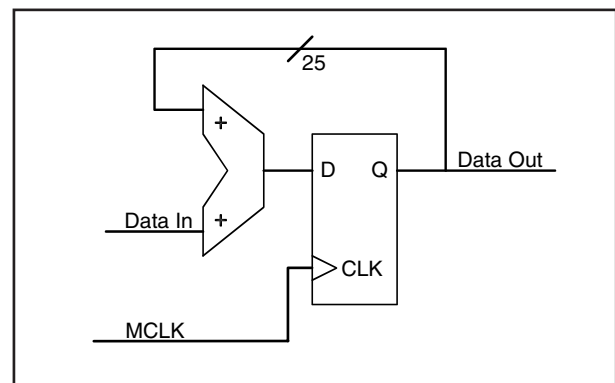 25
+
D Q Data Out
Data In +
CLK
MCLK